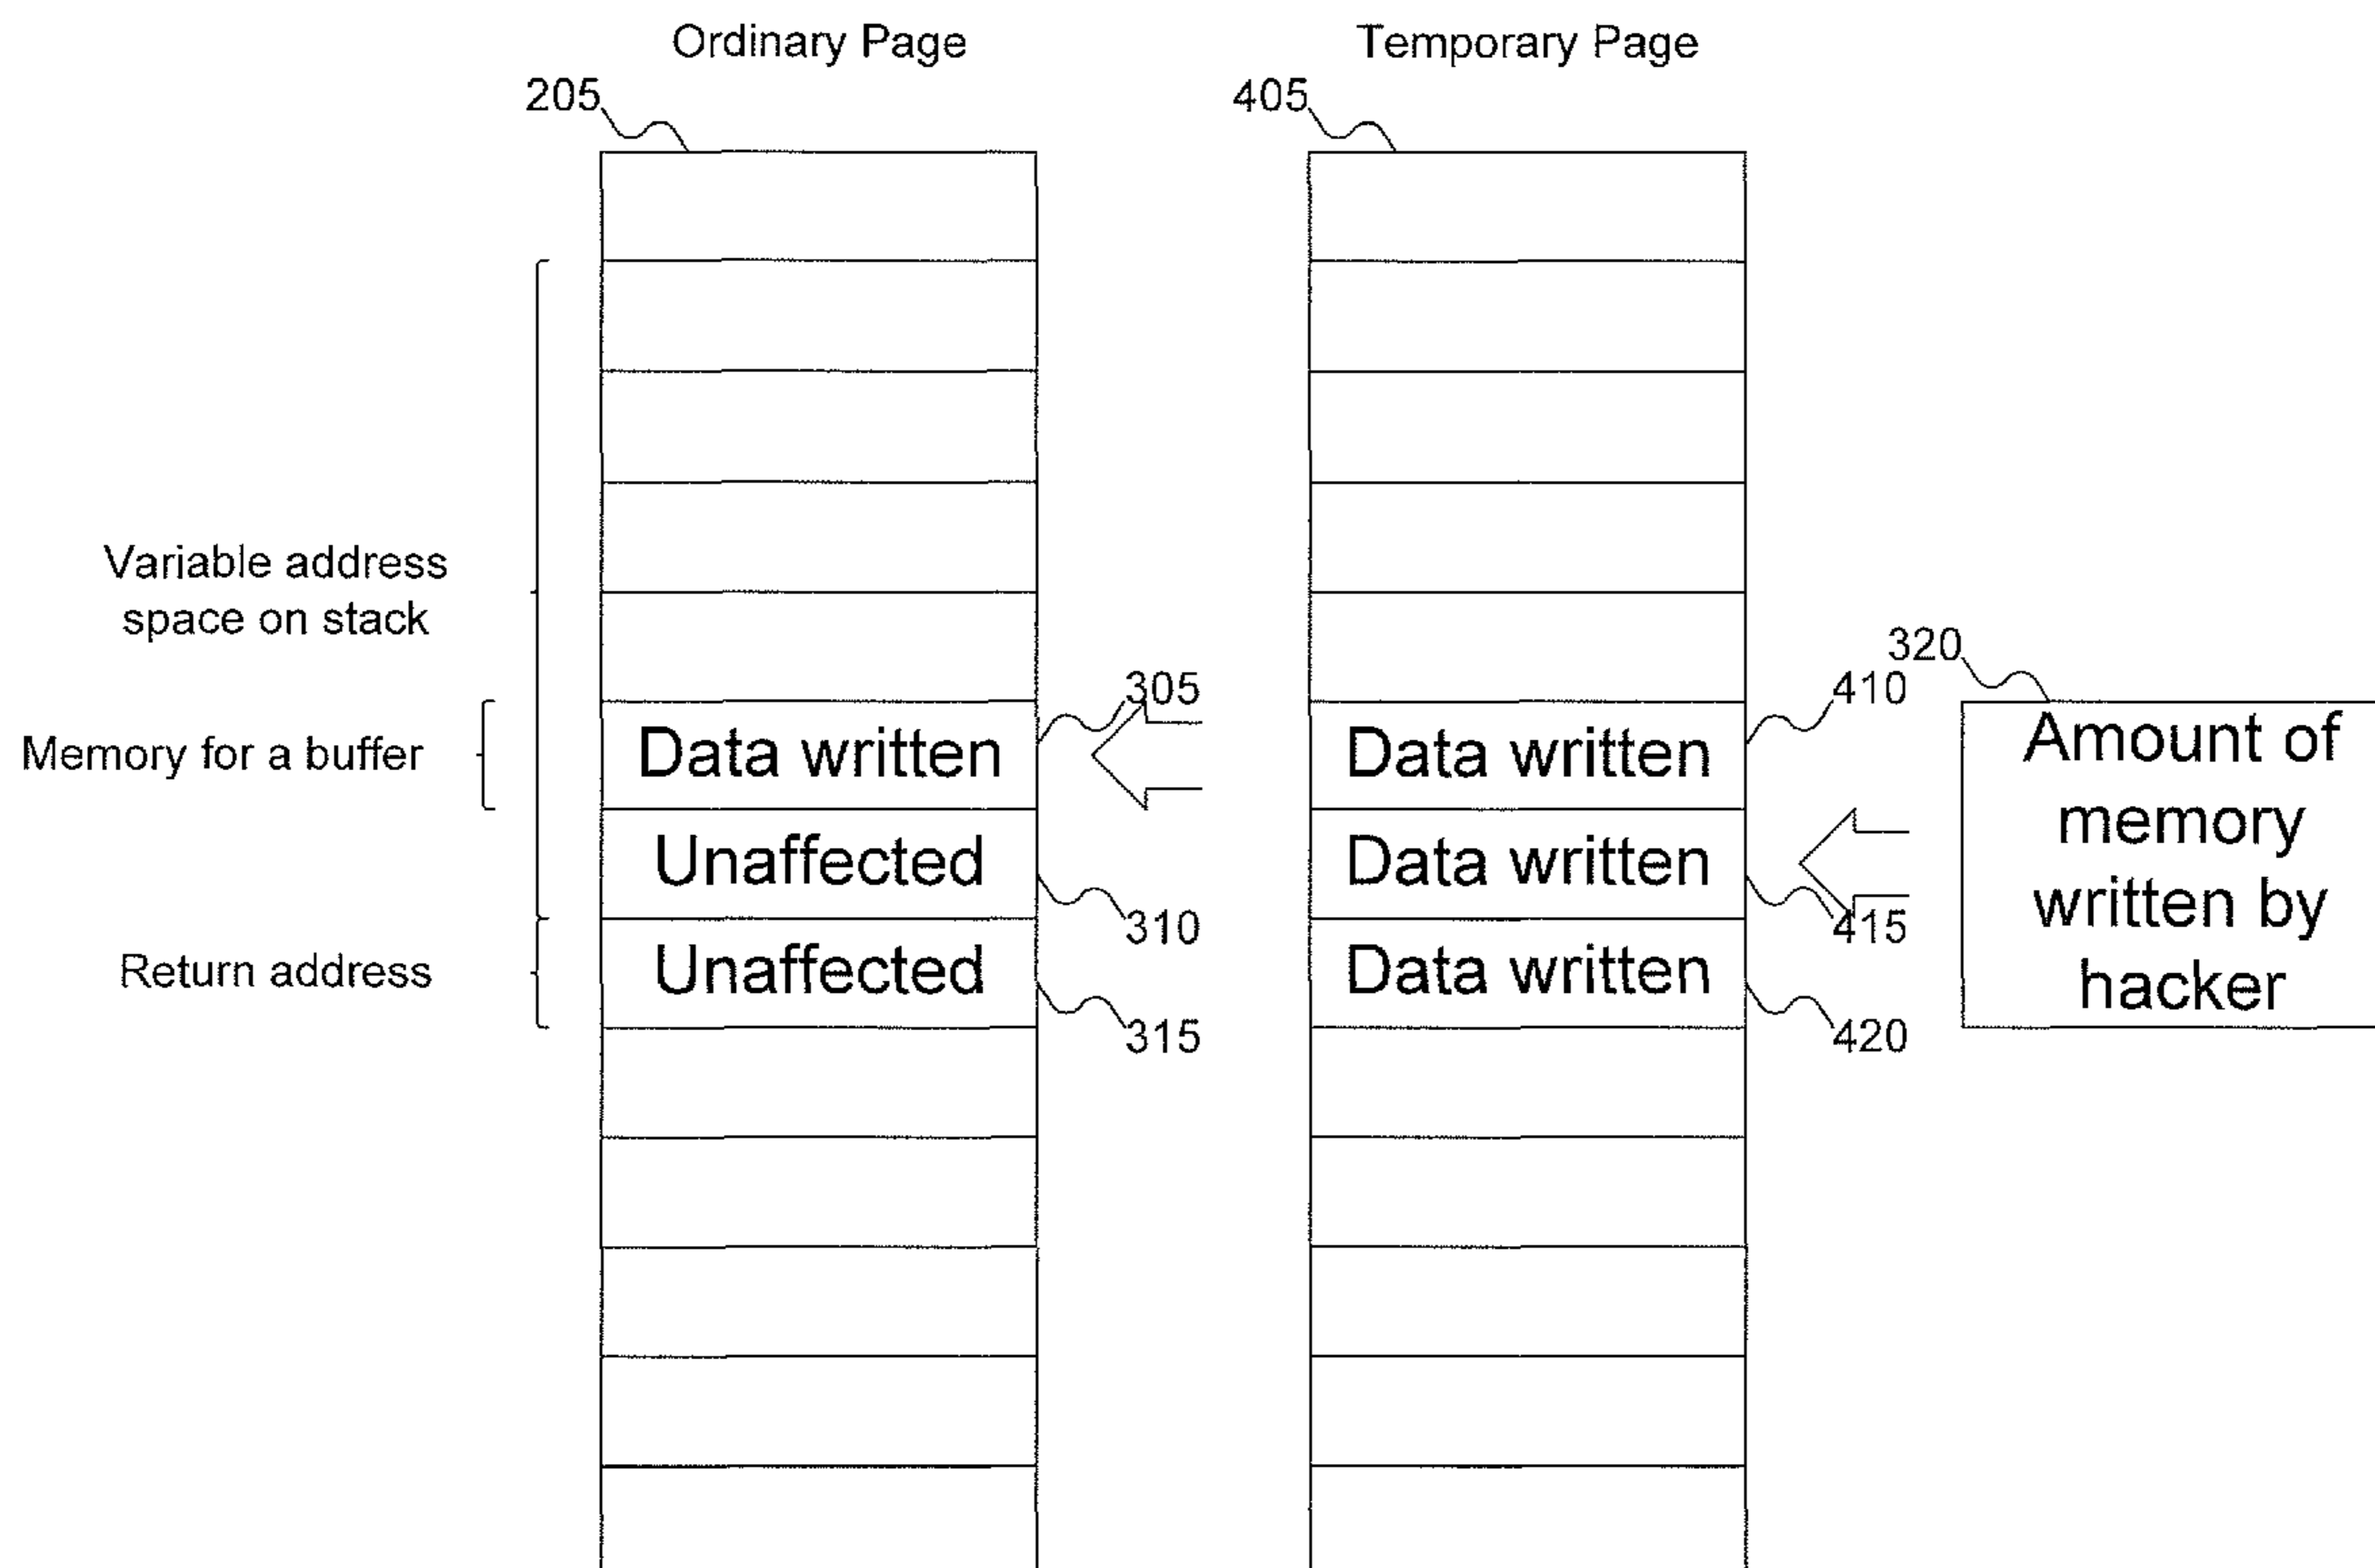 Ordinary Page
Temporary Page
205
405
Variable address
space on stack
320
305
410
Memory for a buffer
Data written
Data written
Amount of
memory
written by
hacker
Unaffected
Data written
310
415
Return address
Unaffected
Data written
315
420